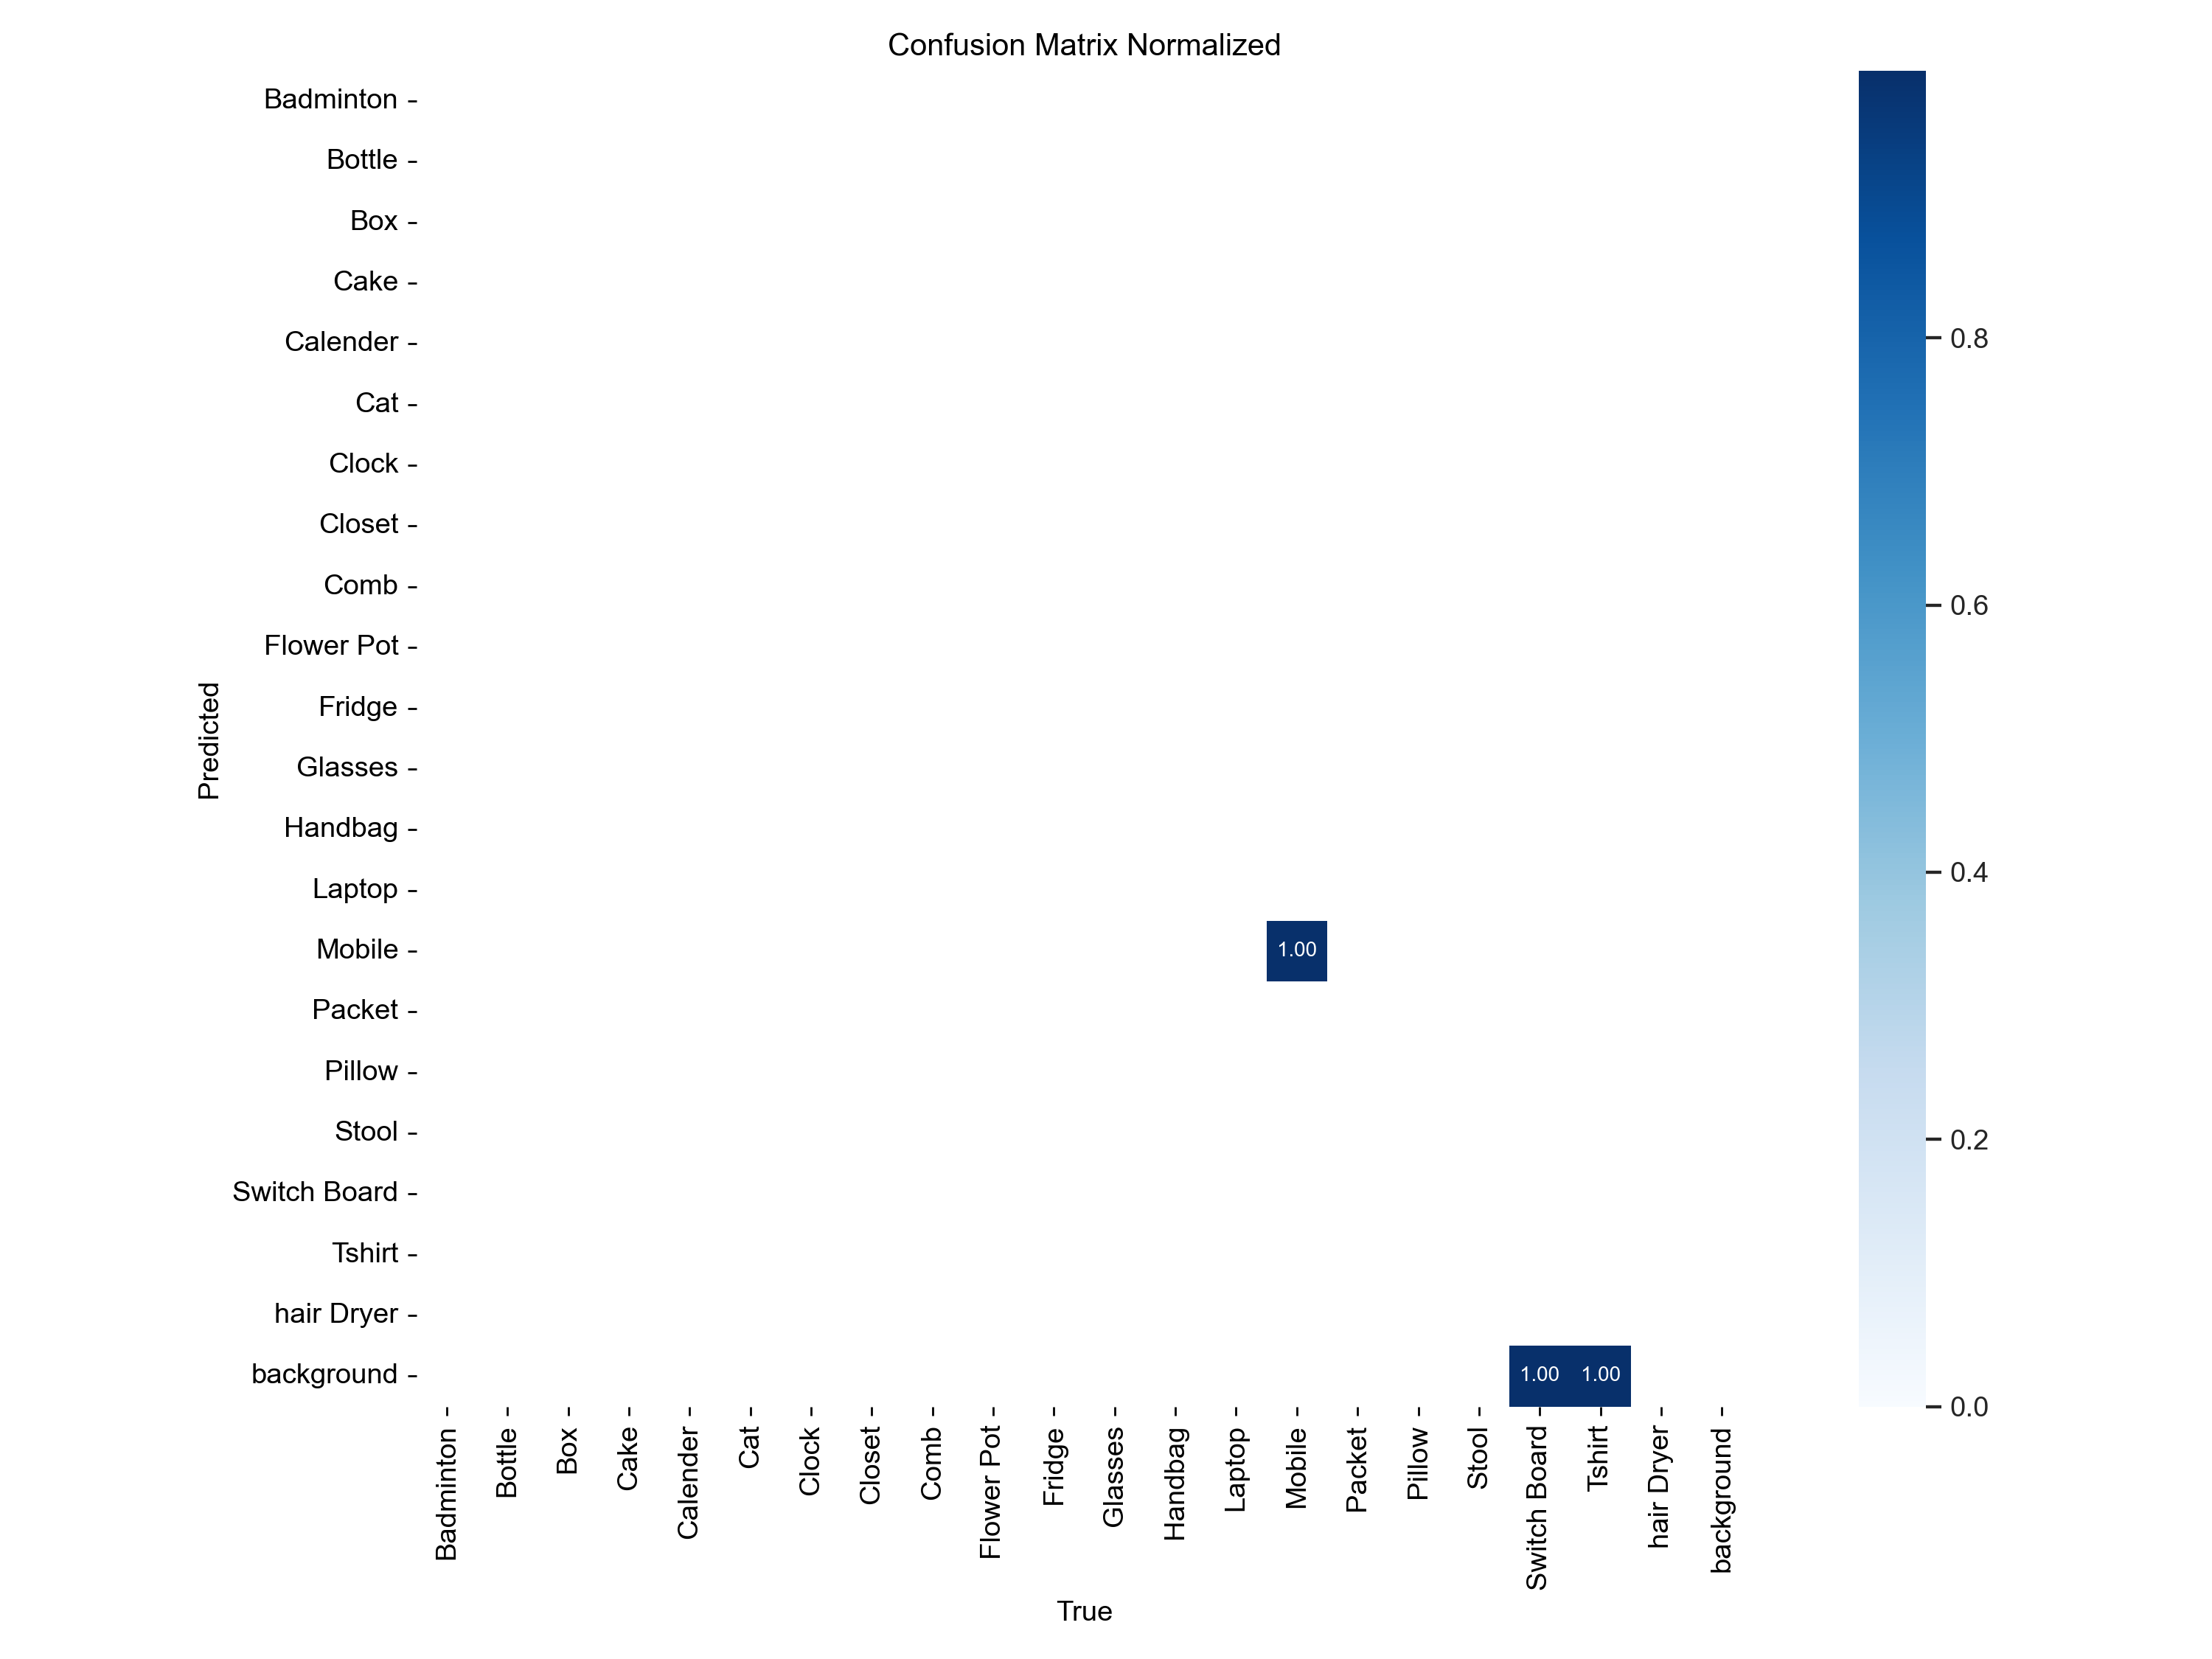 Confusion Matrix Normalized
Badminton
Bottle
Box
Cake
Calender
Cat
Clock
Closet
Comb
Flower Pot
Fridge
Glasses
Handbag
Laptop
Mobile
Packet
Pillow
Stool
Switch Board
Tshirt
hair Dryer
background
Predicted
1.00
1.00 1.00
Badminton
Bottle
Box
Cake
Calender
Cat
Clock
Closet
Comb
Flower Pot
Fridge
Glasses
Handbag
Laptop
Mobile
Packet
Pillow
Stool
Switch Board
Tshirt
hair Dryer
background
True
0.8
0.6
0.4
0.2
0.0